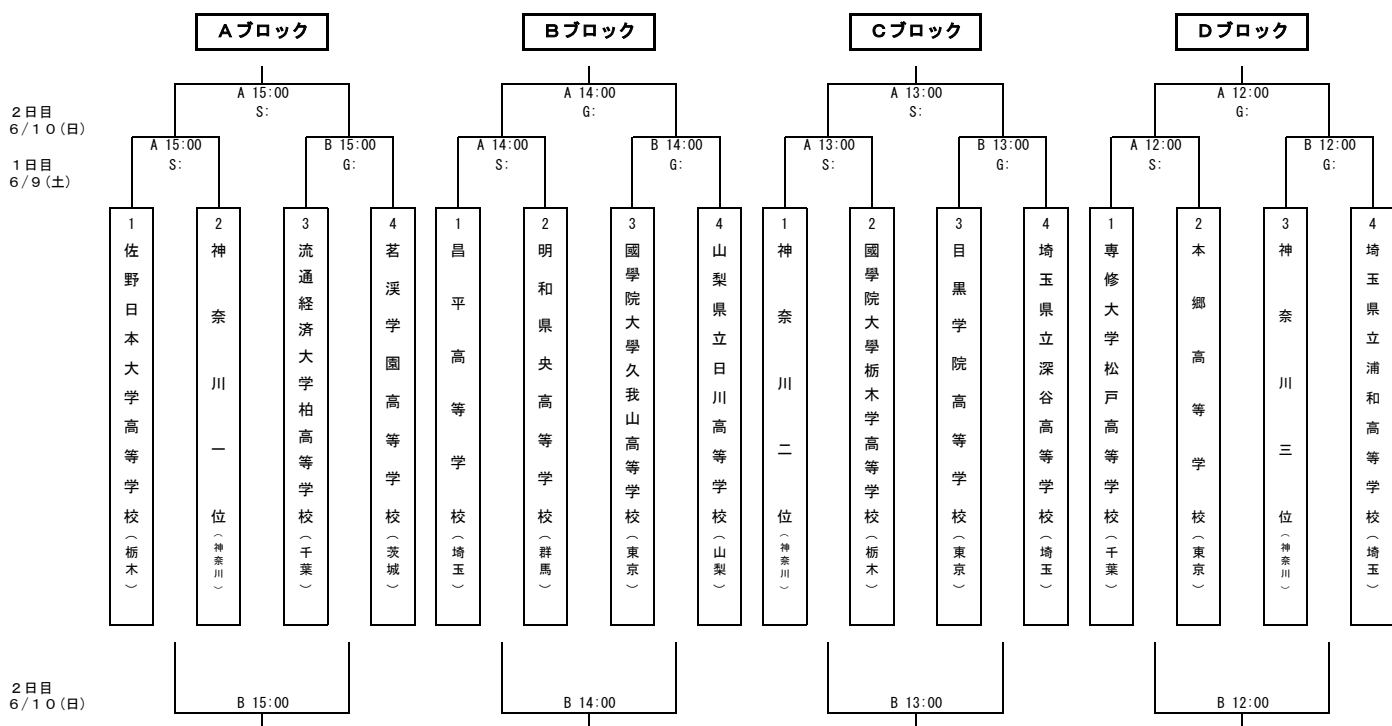 Aブロック
Bブロック
Cブロック
Dブロック
2日目
6/10(日)
A 15:00
S:
A 14:00
G:
A 13:00
S:
A 12:00
G:
1日目
6/9(土)
A 15:00
S:
B 15:00
G:
A 14:00
S:
B 14:00
G:
A 13:00
S:
B 13:00
G:
A 12:00
S:
B 12:00
G:
1 佐野日本大学高等学校(栃木)
2 神奈川一位(神奈川)
3 流通経済大学柏高等学校(千葉)
4 茗渓学園高等学校(茨城)
1 昌平高等学校(埼玉)
2 明和県央高等学校(群馬)
3 國學院大學久我山高等学校(東京)
4 山梨県立日川高等学校(山梨)
1 神奈川二位(神奈川)
2 國學院大學栃木学高等学校(栃木)
3 目黒学院高等学校(東京)
4 埼玉県立深谷高等学校(埼玉)
1 専修大学松戸高等学校(千葉)
2 本郷高等学校(東京)
3 神奈川三位(神奈川)
4 埼玉県立浦和高等学校(埼玉)
2日目
6/10(日)
B 15:00
B 14:00
B 13:00
B 12:00